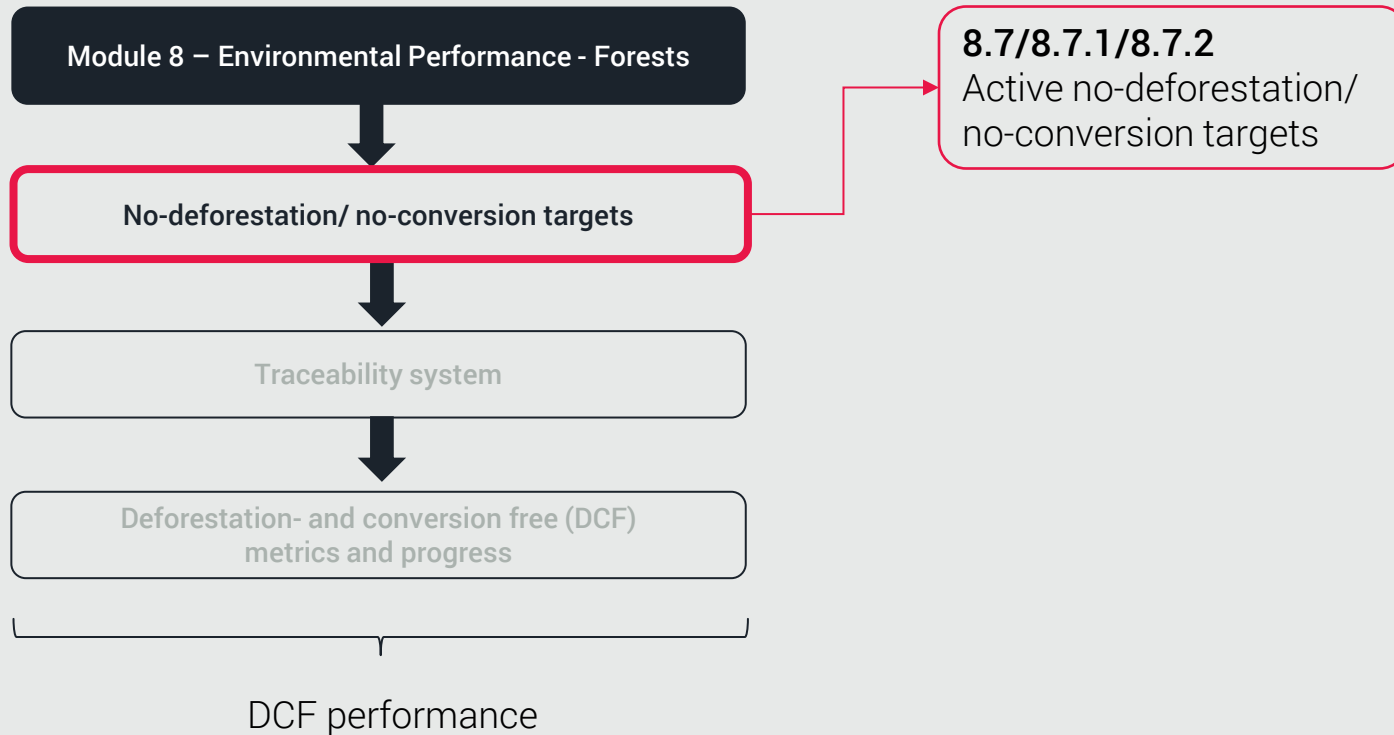 Module 8 – Environmental Performance - Forests
8.7/8.7.1/8.7.2
Active no-deforestation/
no-conversion targets
No-deforestation/ no-conversion targets
Traceability system
Deforestation- and conversion free (DCF)
metrics and progress
DCF performance